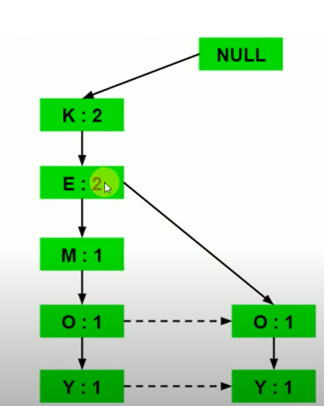 NULL
K : 2
E : 2
M : 1
O : 1
O : 1
Y : 1
Y : 1